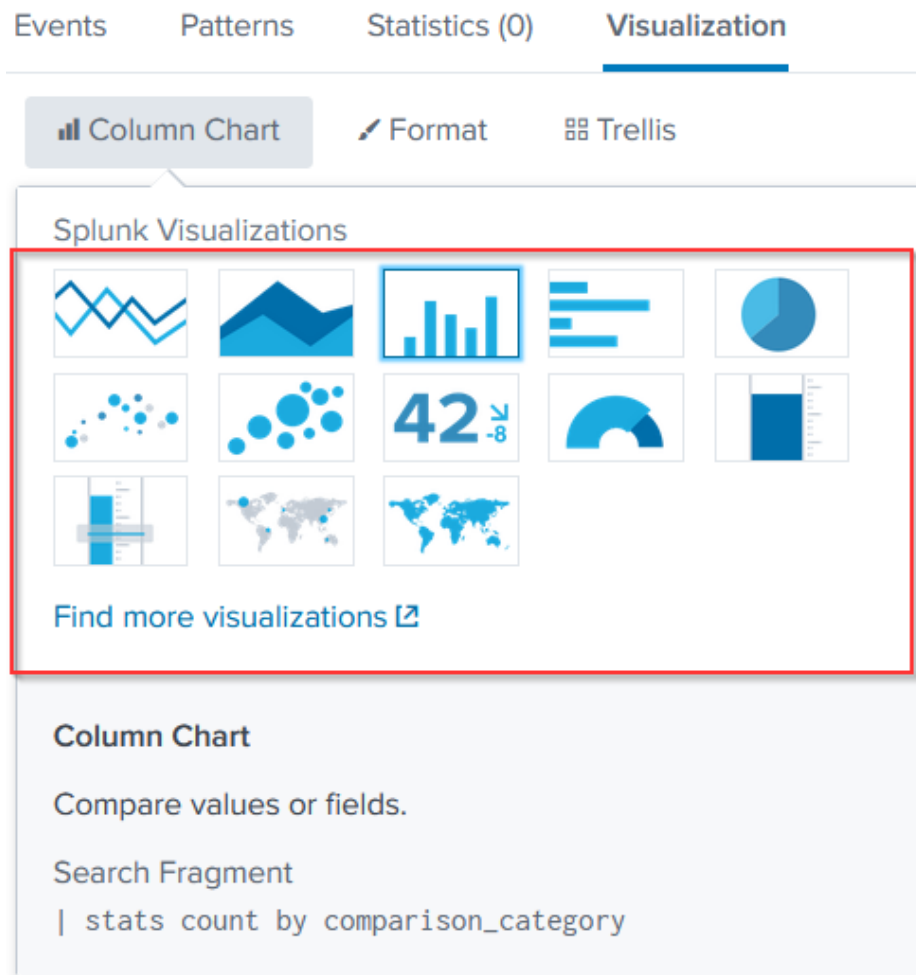 Events Patterns Statistics (0) Visualization
Column Chart Format Trellis
Splunk Visualizations
42 -8
Find more visualizations
Column Chart
Compare values or fields.
Search Fragment
| stats count by comparison_category